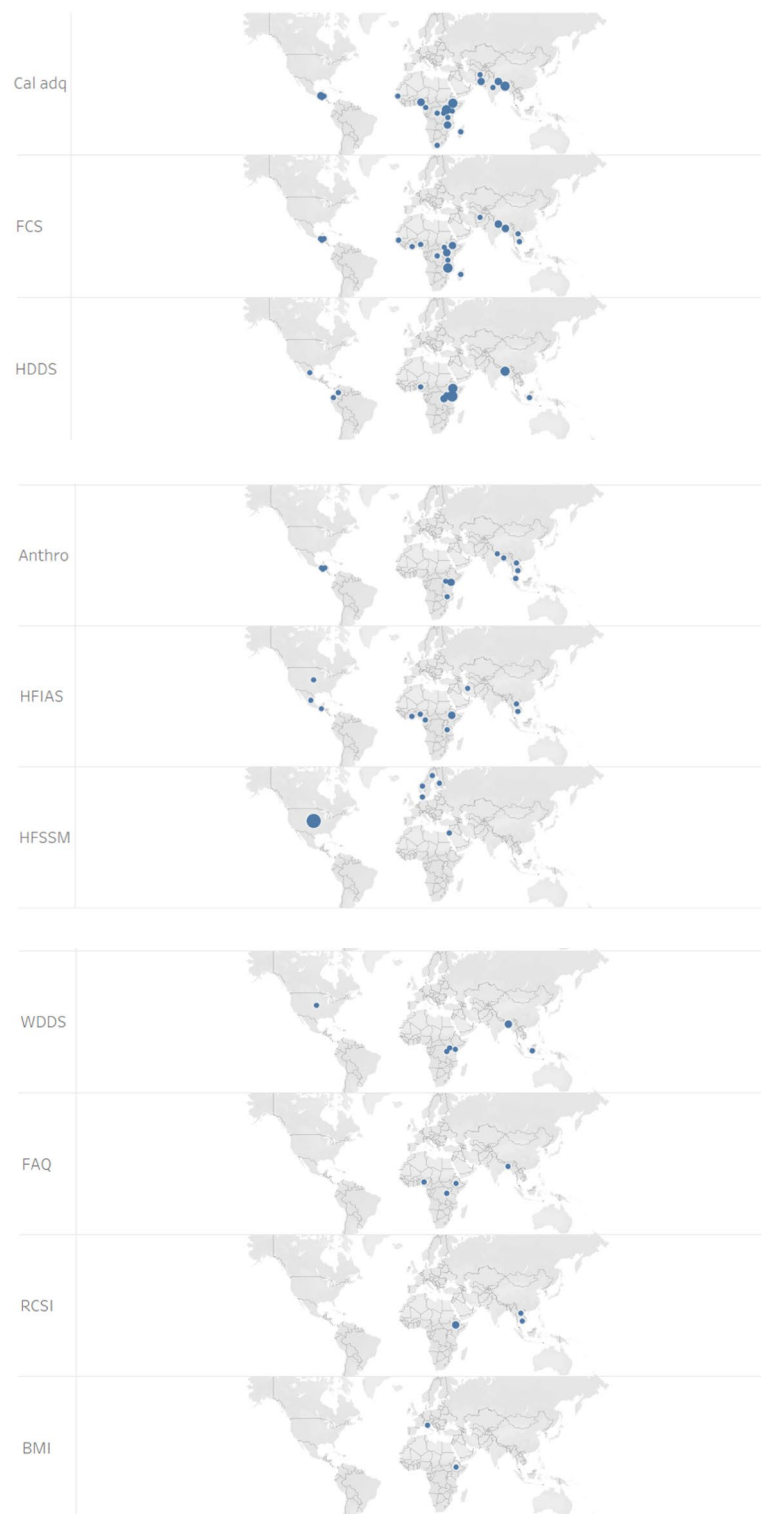 Cal adq
FCS
HDDS
Anthro
HFIAS
HFSSM
WDDS
FAQ
RCSI
BMI